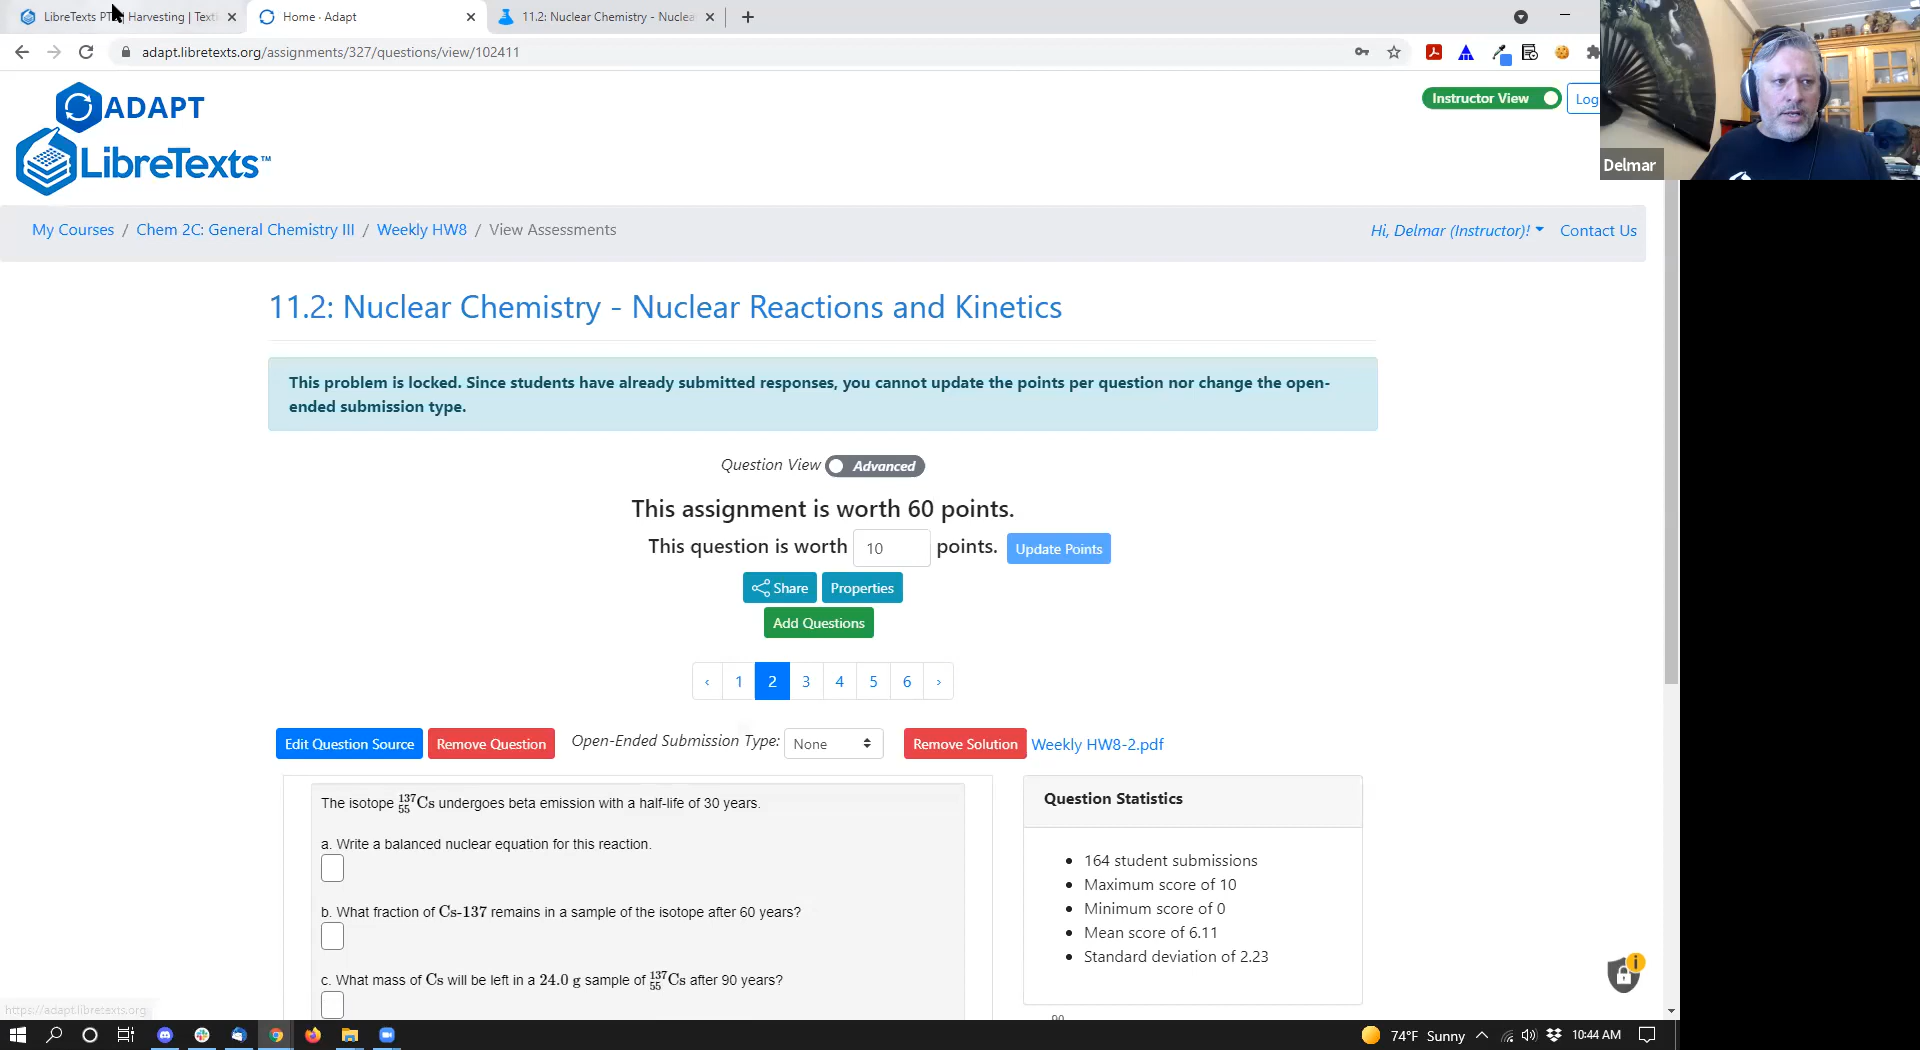 LibreTexts PT | Harvesting | Texti
Home · Adapt
11.2: Nuclear Chemistry - Nuclea
adapt.libretexts.org/assignments/327/questions/view/102411
ADAPT
LibreTexts™
Instructor View
Log
Delmar
My Courses / Chem 2C: General Chemistry III / Weekly HW8 / View Assessments
Hi, Delmar (Instructor)! Contact Us
11.2: Nuclear Chemistry - Nuclear Reactions and Kinetics
This problem is locked. Since students have already submitted responses, you cannot update the points per question nor change the open-
ended submission type.
Question View Advanced
This assignment is worth 60 points.
This question is worth 10 points. Update Points
Share Properties
Add Questions
‹ 1 2 3 4 5 6 ›
Edit Question Source Remove Question Open-Ended Submission Type: None Remove Solution Weekly HW8-2.pdf
The isotope ¹³⁷₅₅Cs undergoes beta emission with a half-life of 30 years.
a. Write a balanced nuclear equation for this reaction.
b. What fraction of Cs-137 remains in a sample of the isotope after 60 years?
c. What mass of Cs will be left in a 24.0 g sample of ¹³⁷₅₅Cs after 90 years?
Question Statistics
164 student submissions
Maximum score of 10
Minimum score of 0
Mean score of 6.11
Standard deviation of 2.23
90
https://adapt.libretexts.org
74°F Sunny
10:44 AM